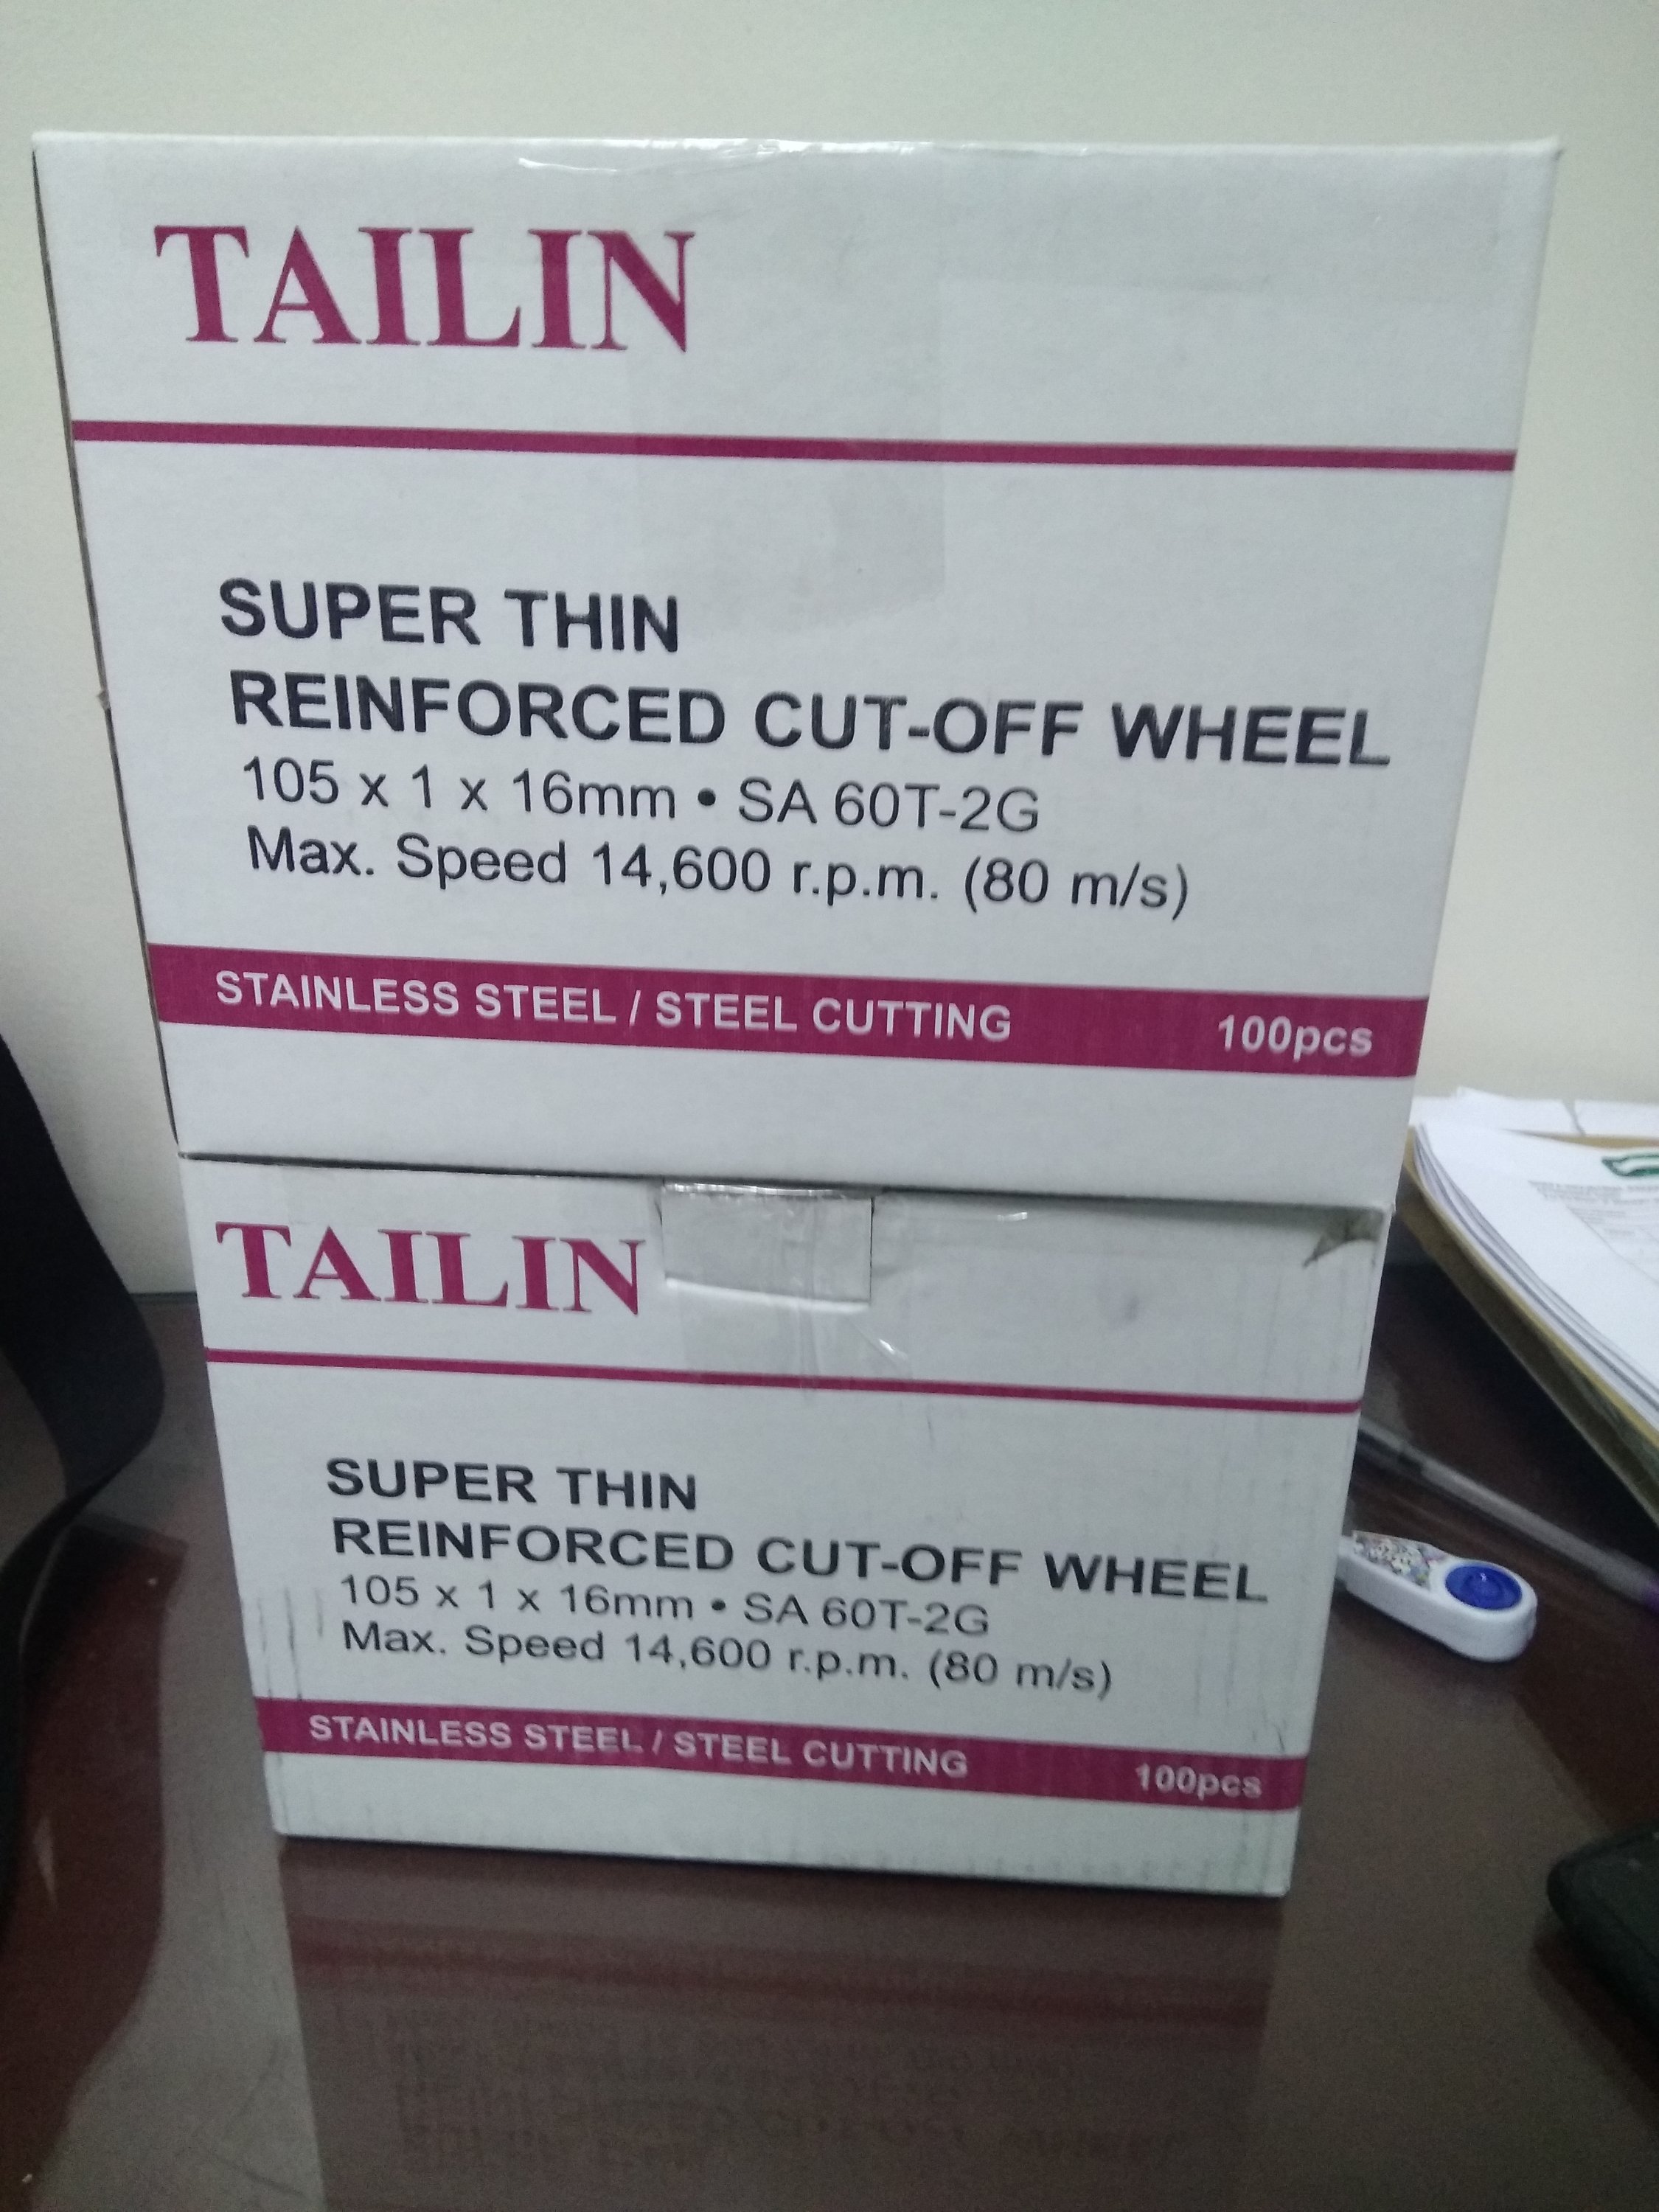 TAILIN
SUPER THIN
REINFORCED CUT-OFF WHEEL
105 x 1 x 16mm • SA 60T-2G
Max. Speed 14,600 r.p.m. (80 m/s)
STAINLESS STEEL / STEEL CUTTING 100pcs
TAILIN
SUPER THIN
REINFORCED CUT-OFF WHEEL
105 x 1 x 16mm • SA 60T-2G
Max. Speed 14,600 r.p.m. (80 m/s)
STAINLESS STEEL / STEEL CUTTING 100pcs